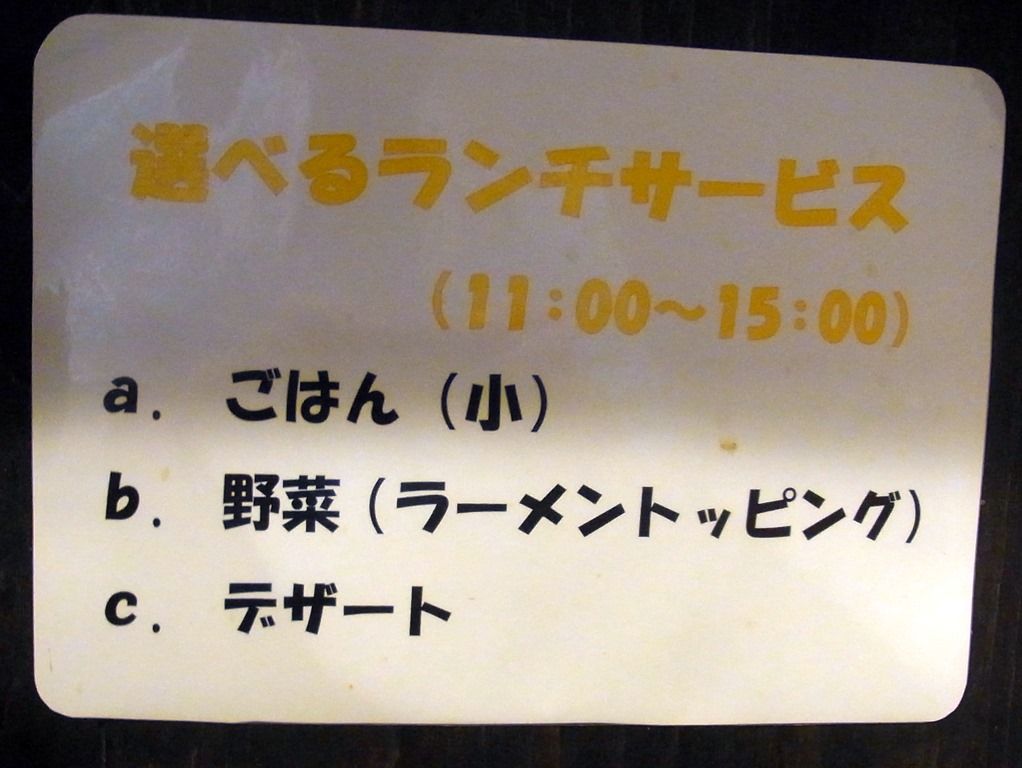 選べるランチサービス
(11:00～15:00)
a. ごはん（小）
b. 野菜（ラーメントッピング）
c. デザート